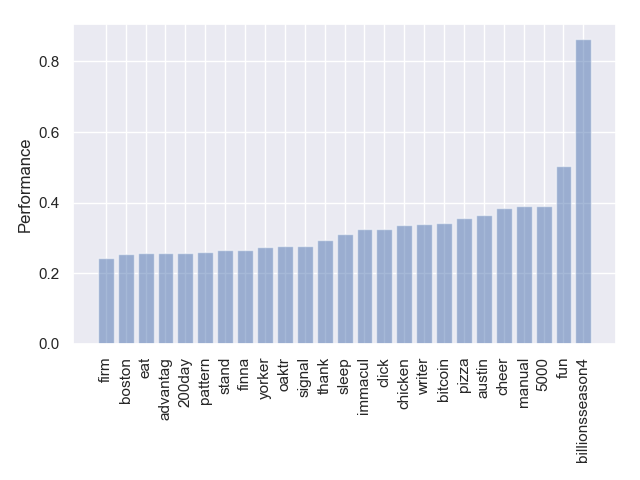 0.8
0.6
0.4
0.2
0.0
Performance
firm
boston
eat
advantag
200day
pattern
stand
finna
yorker
oaktr
signal
thank
sleep
immacul
dick
chicken
writer
bitcoin
pizza
austin
cheer
manual
5000
fun
billionsseason4